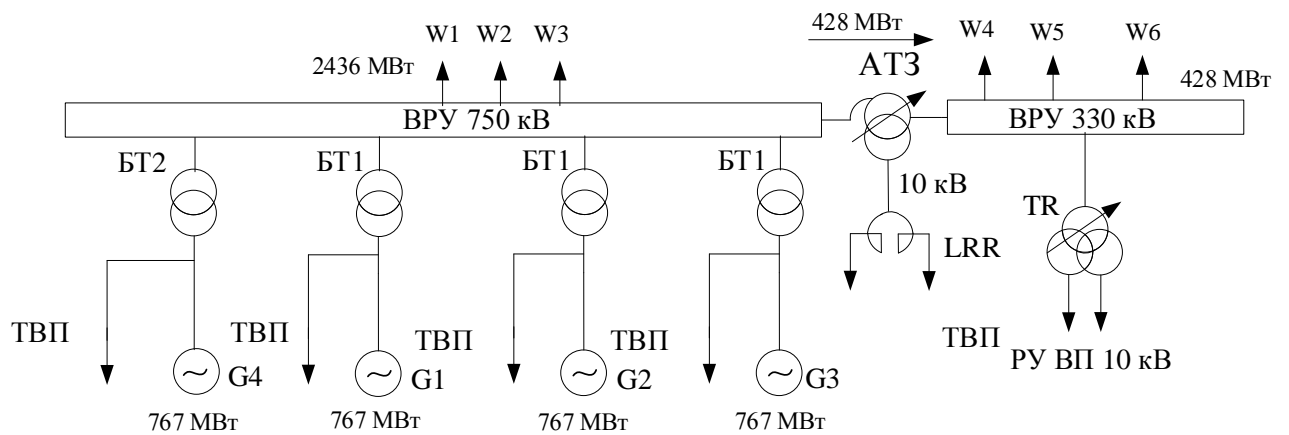 428 МВт
W1 W2 W3
W4 W5 W6
2436 МВт
АТЗ
428 МВт
ВРУ 750 кВ
ВРУ 330 кВ
БТ2 БТ1 БТ1 БТ1
10 кВ
TR
LRR
ТВП ТВП ТВП ТВП ТВП
РУ ВП 10 кВ
G4 G1 G2 G3
~ ~ ~ ~
767 МВт 767 МВт 767 МВт 767 МВт